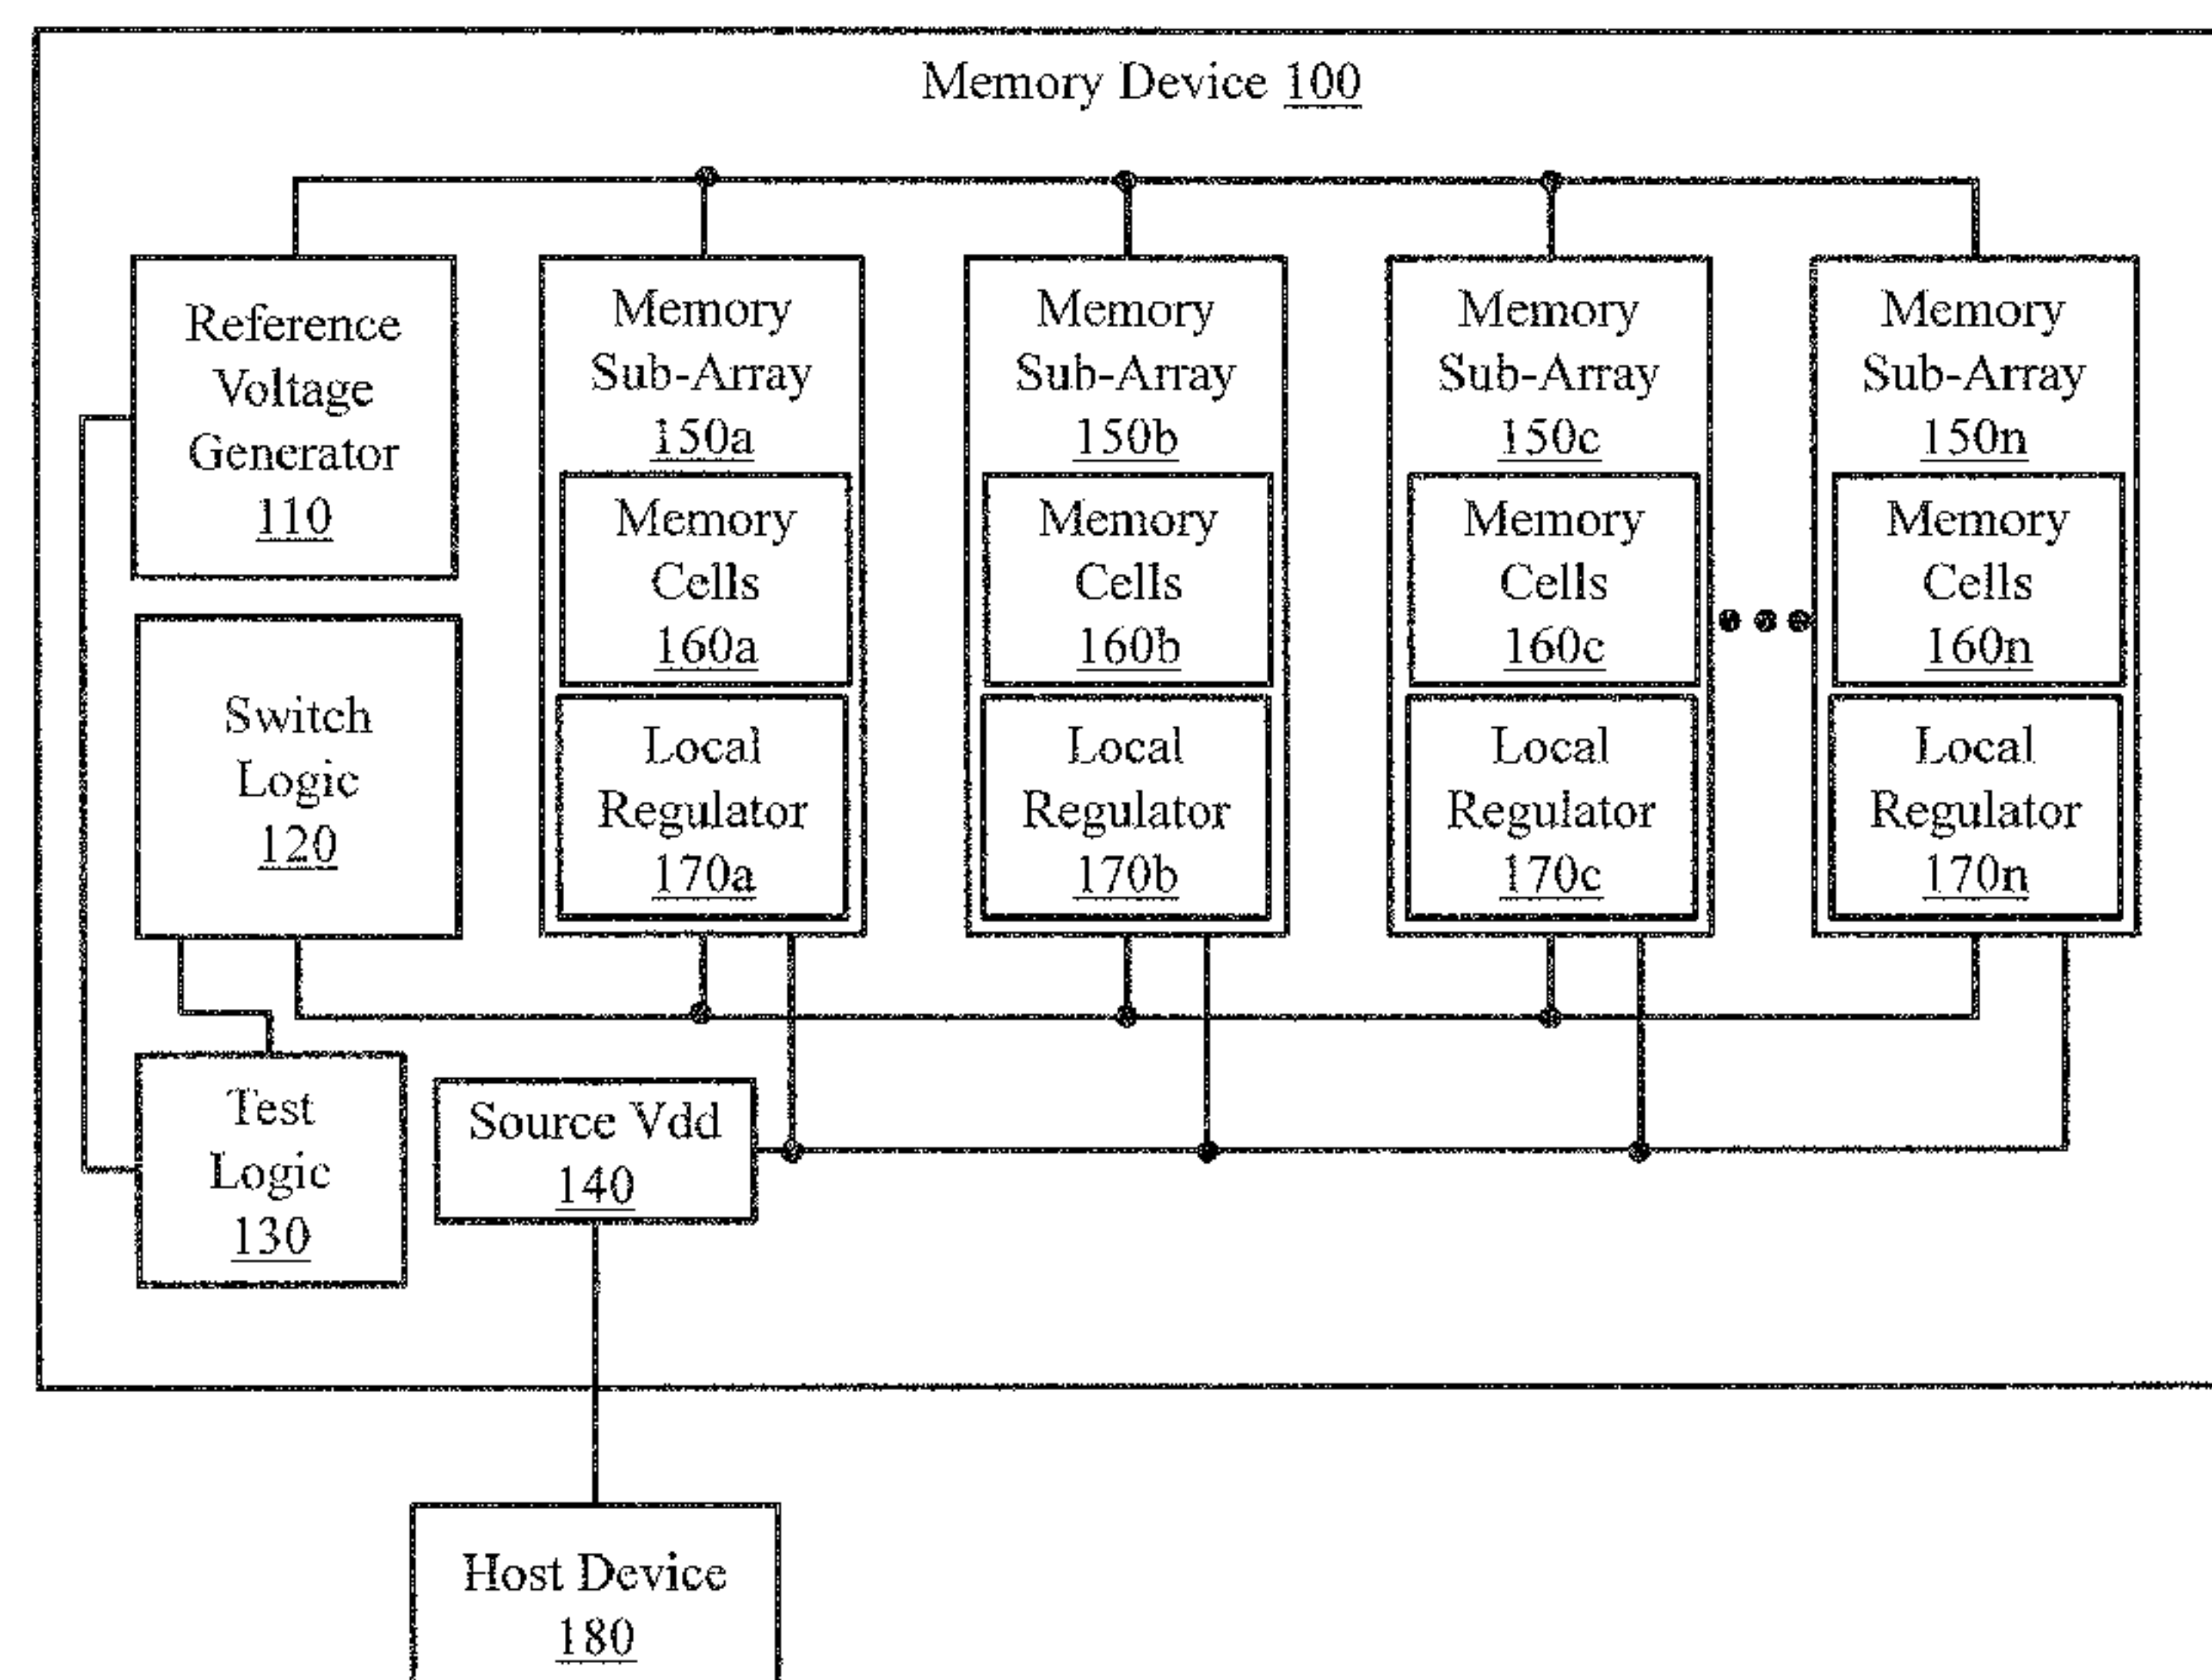 Memory Device 100
Reference
Voltage
Generator
110
Memory
Sub-Array
150a
Memory
Cells
160a
Local
Regulator
170a
Memory
Sub-Array
150b
Memory
Cells
160b
Local
Regulator
170b
Memory
Sub-Array
150c
Memory
Cells
160c
Local
Regulator
170c
Memory
Sub-Array
150n
Memory
Cells
160n
Local
Regulator
170n
Switch
Logic
120
Test
Logic
130
Source Vdd
140
Host Device
180